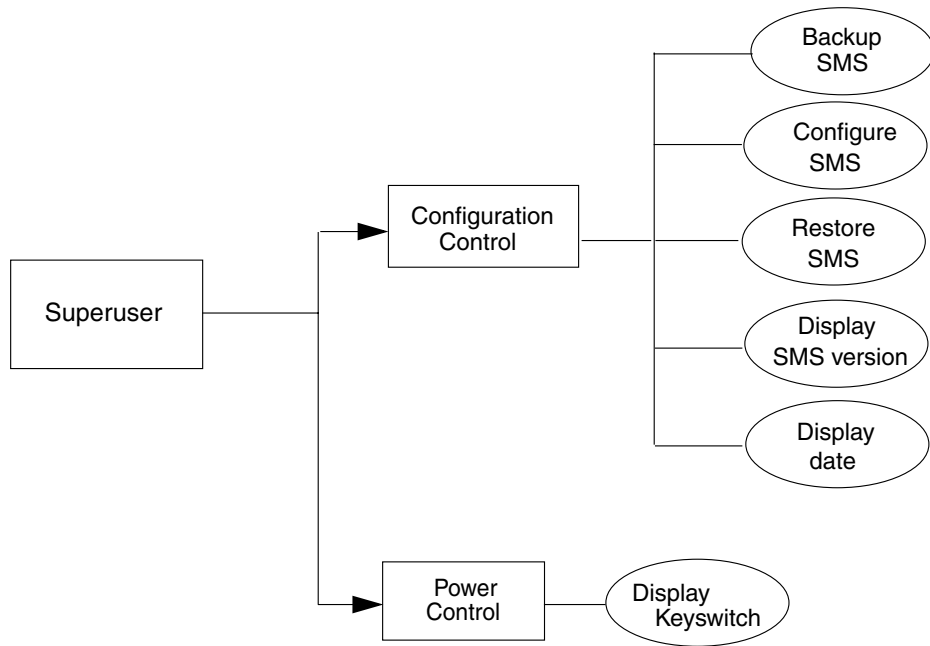 Superuser
Configuration
Control
Backup
SMS
Configure
SMS
Restore
SMS
Display
SMS version
Display
date
Power
Control
Display
Keyswitch